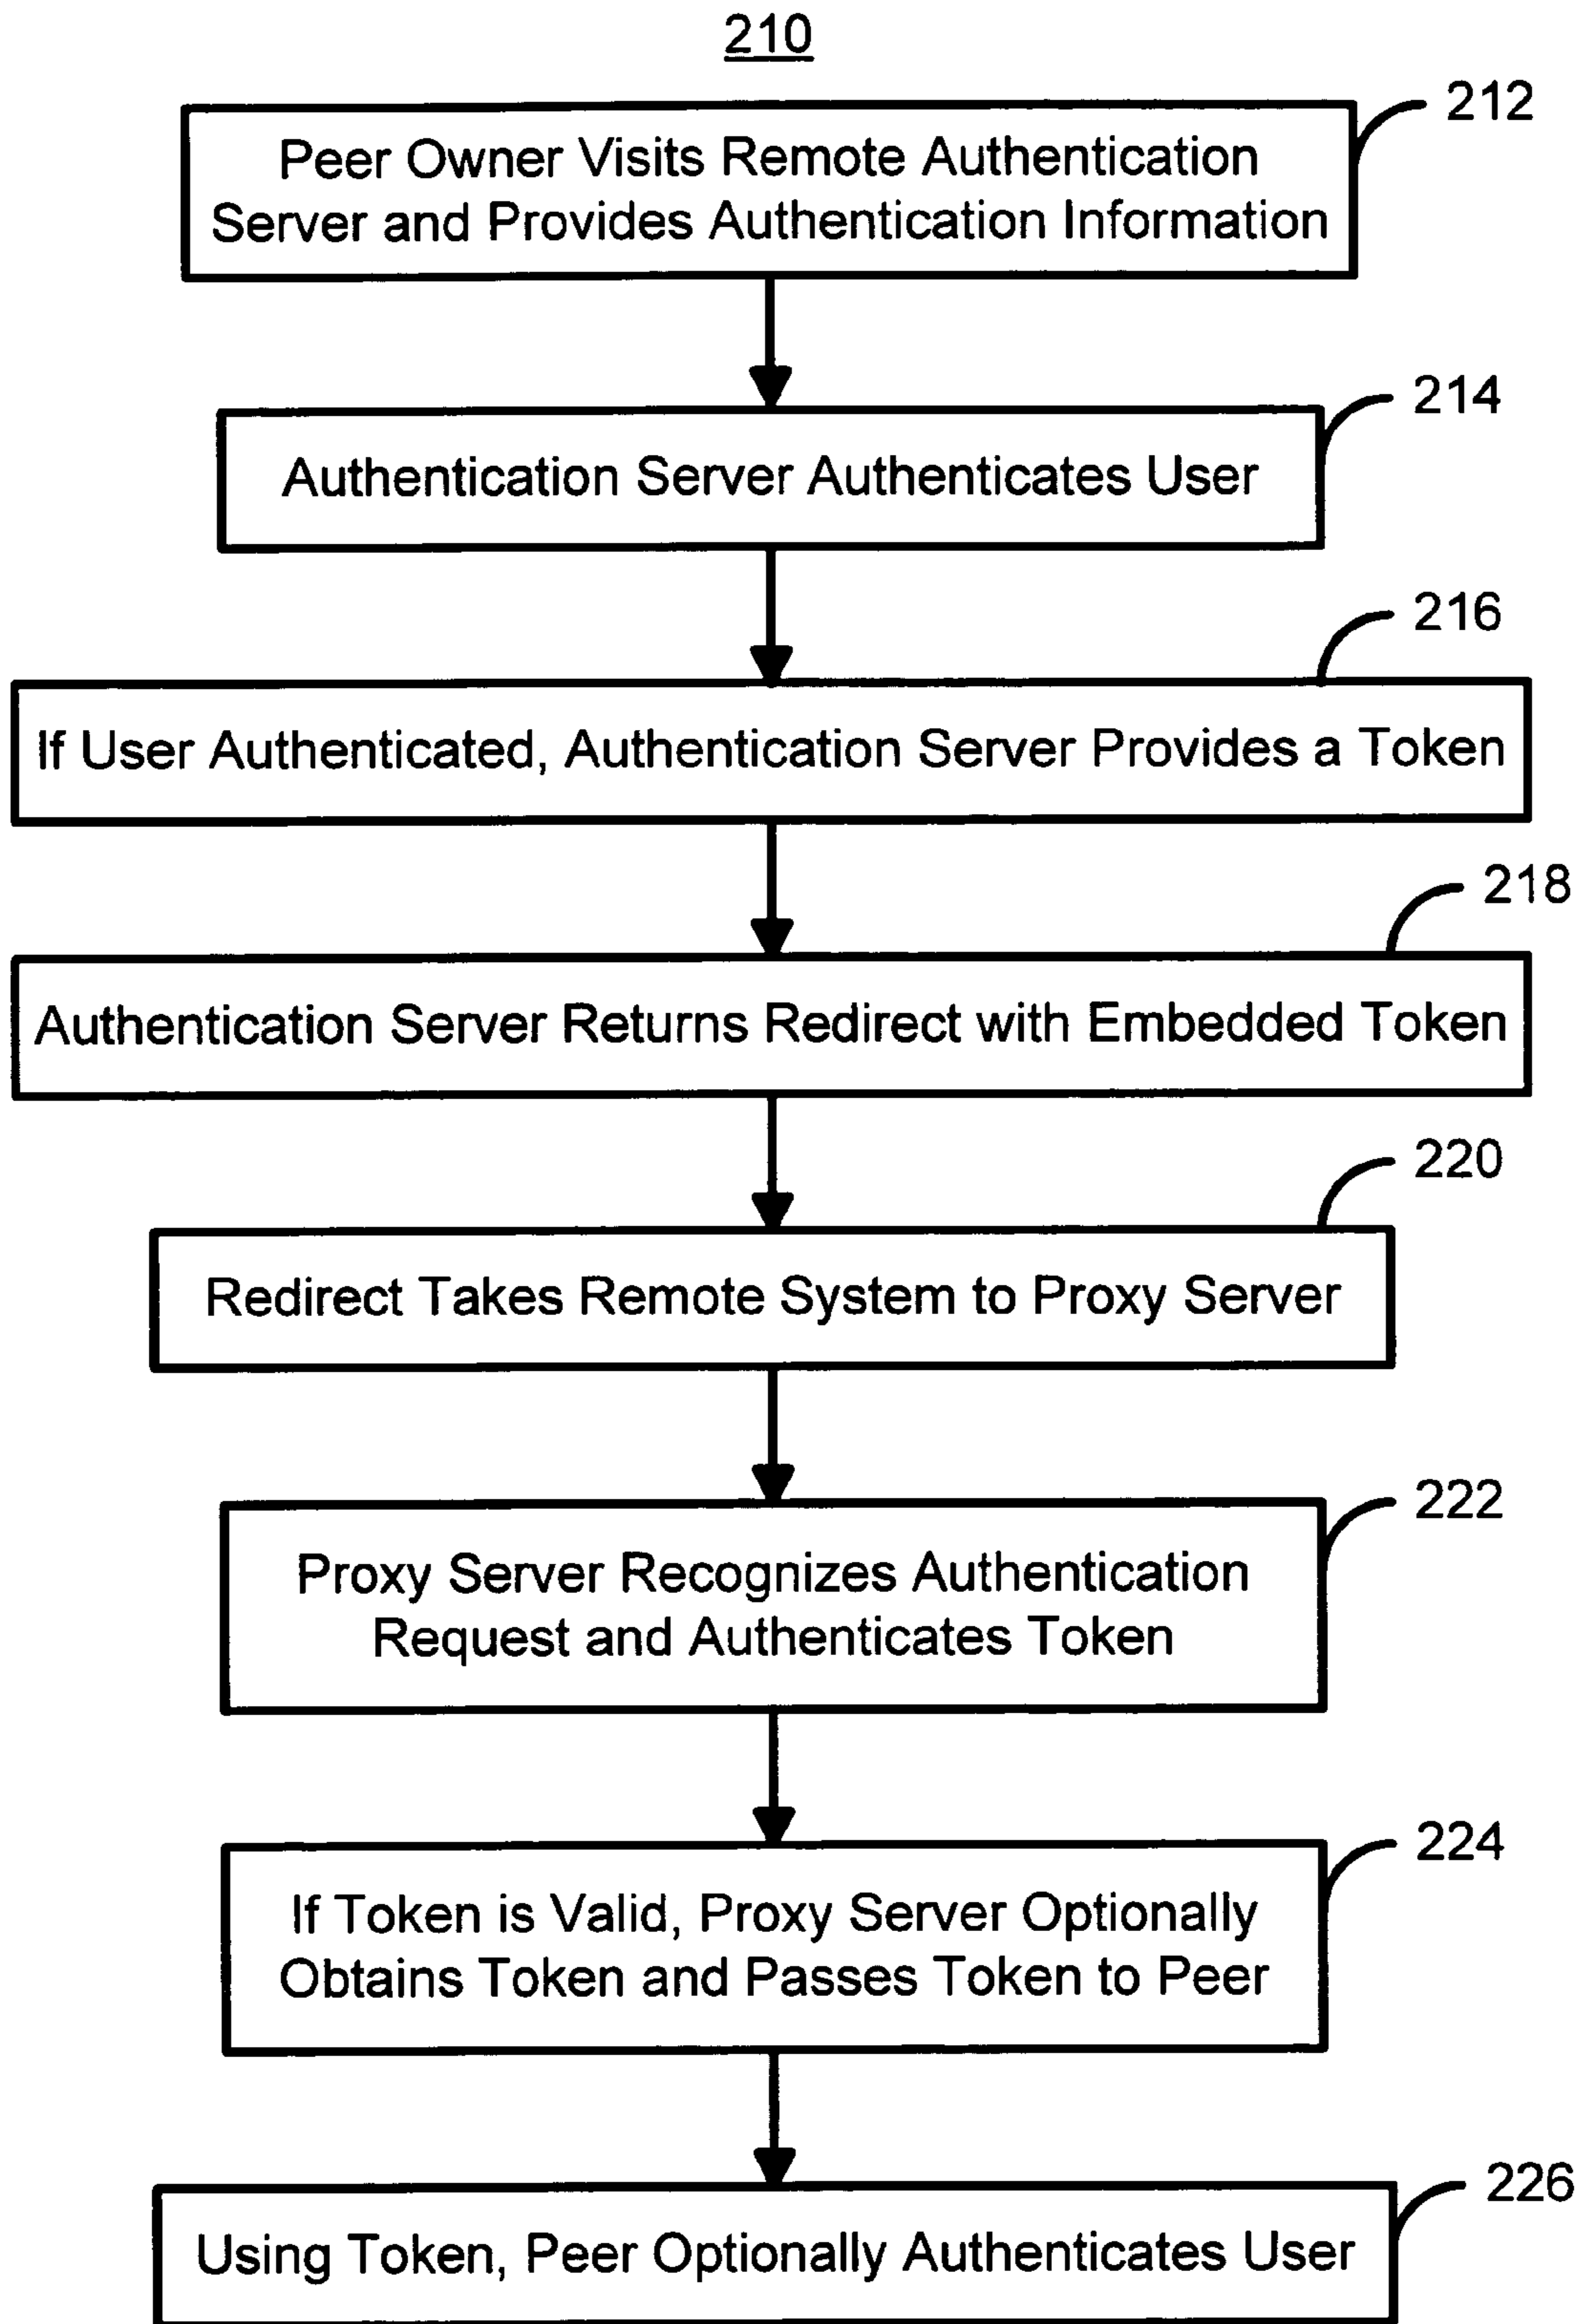 210
212
Peer Owner Visits Remote Authentication
Server and Provides Authentication Information
214
Authentication Server Authenticates User
216
If User Authenticated, Authentication Server Provides a Token
218
Authentication Server Returns Redirect with Embedded Token
220
Redirect Takes Remote System to Proxy Server
222
Proxy Server Recognizes Authentication
Request and Authenticates Token
224
If Token is Valid, Proxy Server Optionally
Obtains Token and Passes Token to Peer
226
Using Token, Peer Optionally Authenticates User